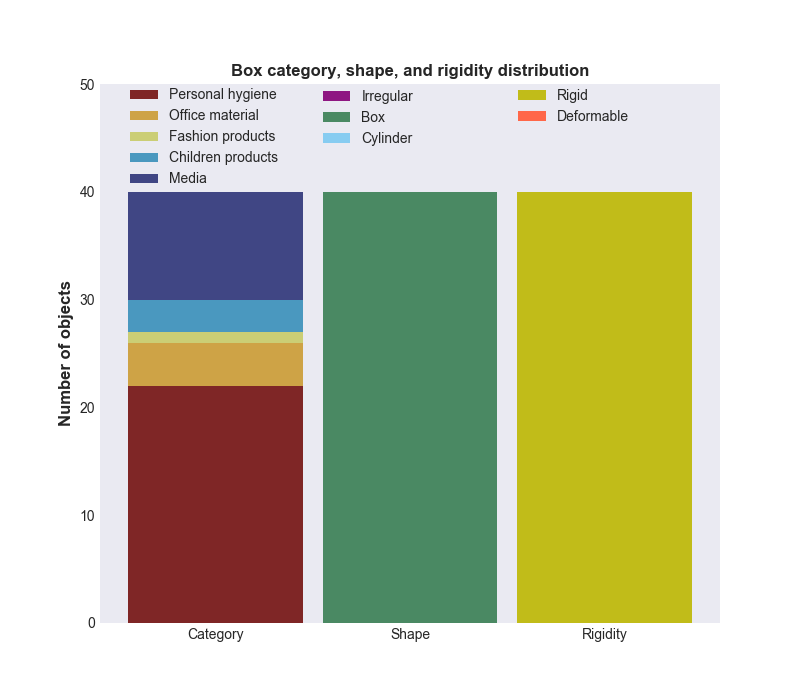 Box category, shape, and rigidity distribution
50
40
30
20
10
0
Number of objects
Personal hygiene
Office material
Fashion products
Children products
Media
Irregular
Box
Cylinder
Rigid
Deformable
Category
Shape
Rigidity